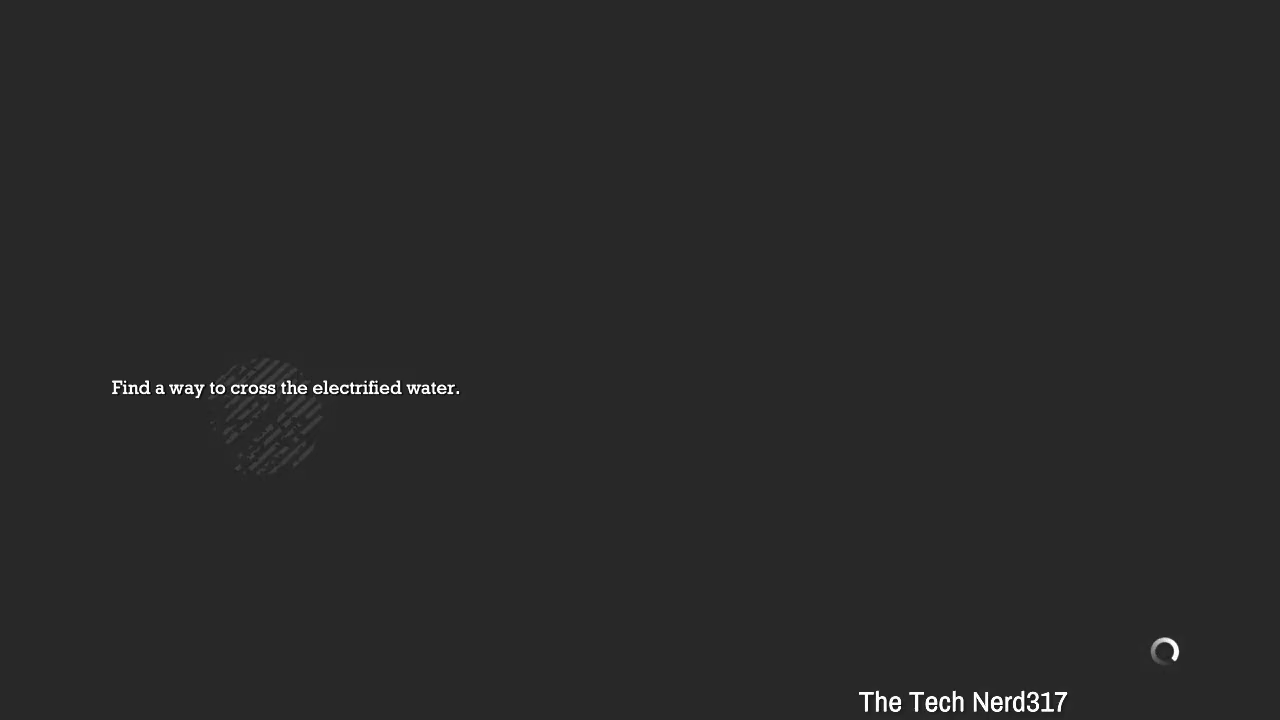 Find a way to cross the electrified water.
The Tech Nerd317